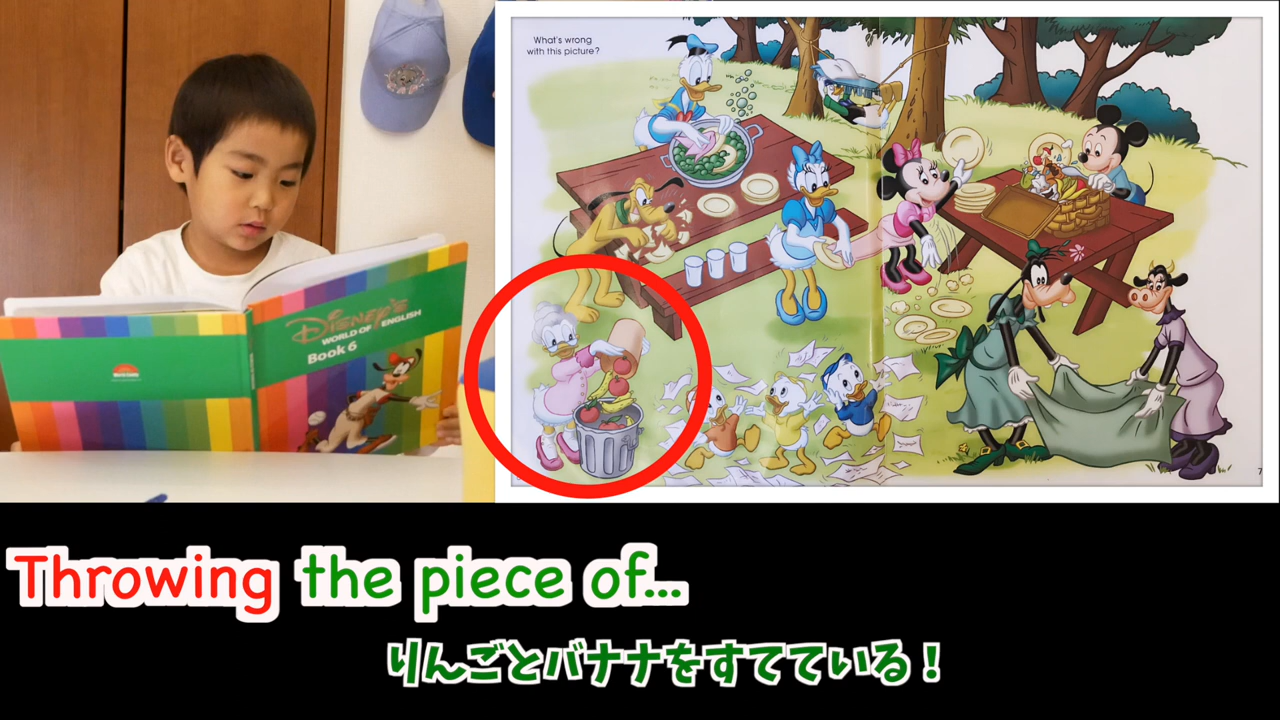 What's wrong
with this picture?
DISNEY'S
WORLD OF ENGLISH
Book 6
7
Throwing the piece of...
りんごとバナナをすてている！